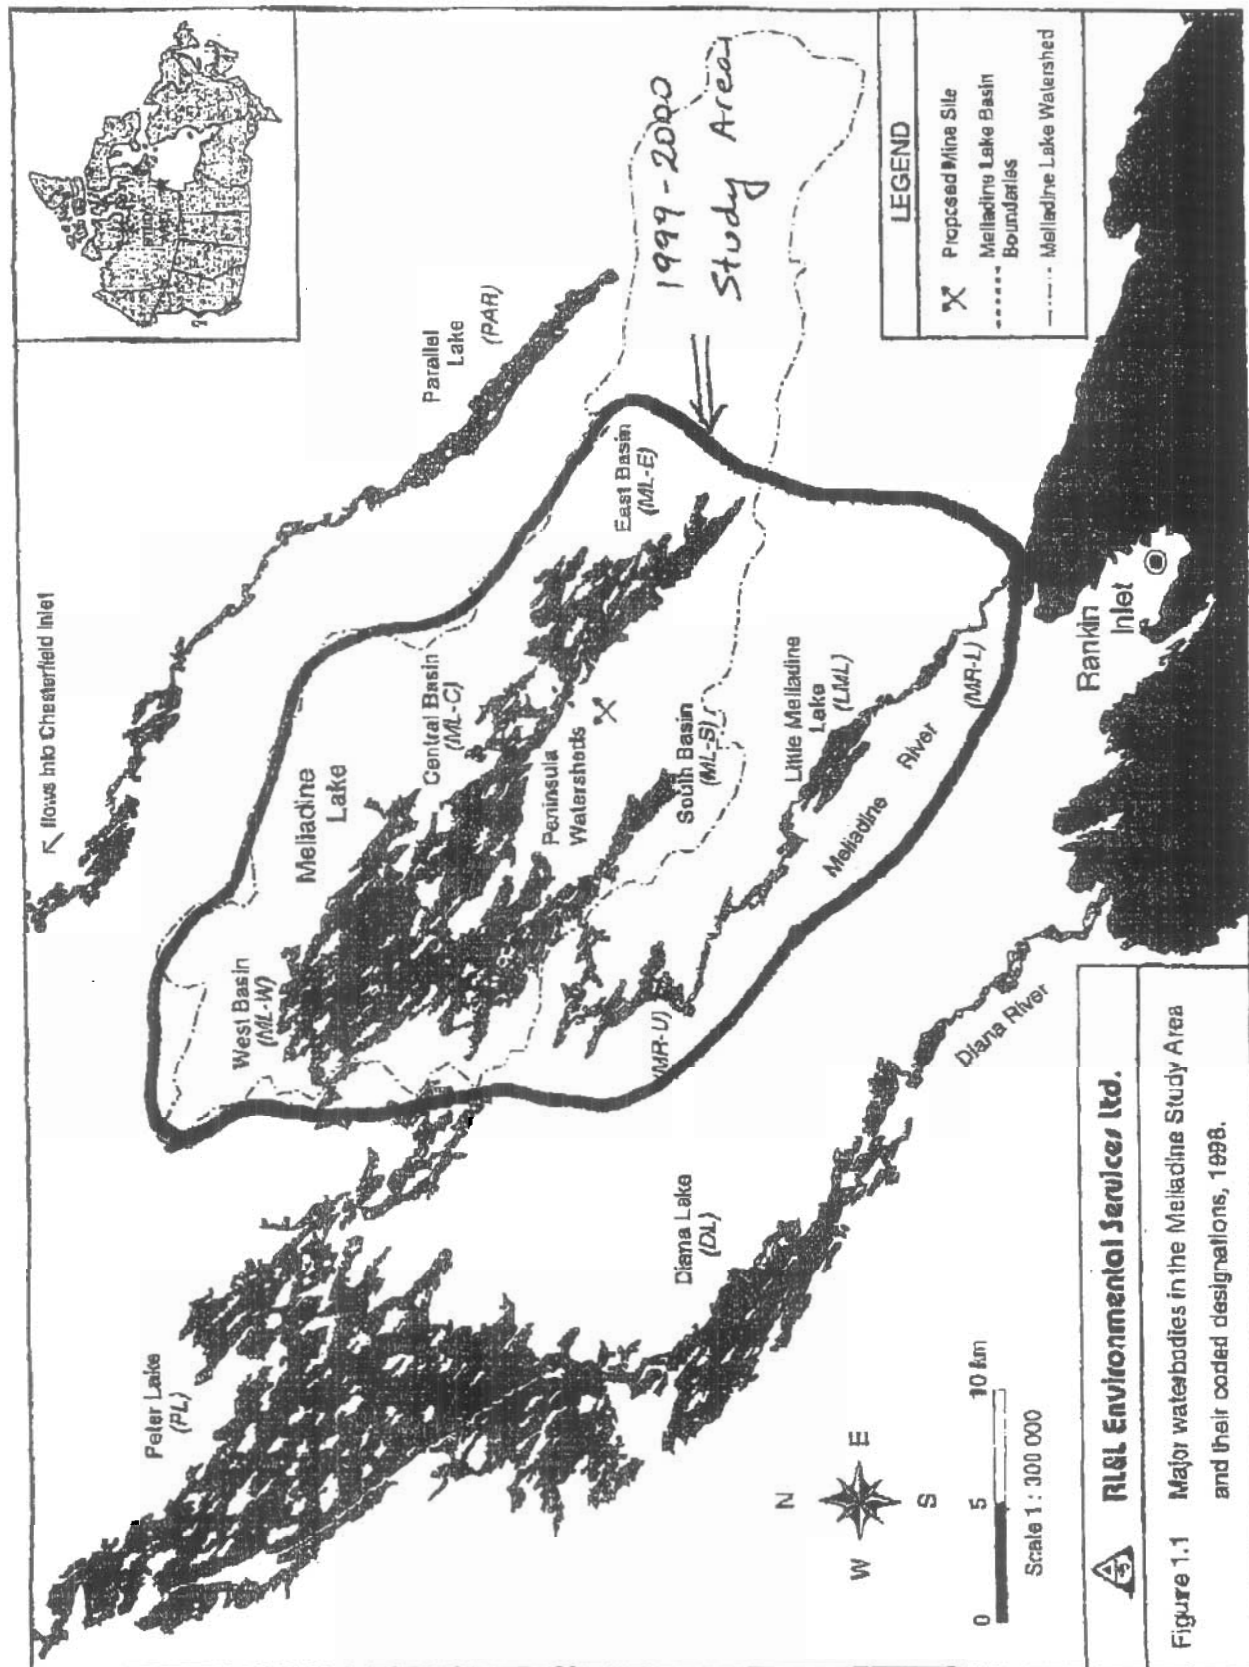 flows into Chesterfield Inlet
Parallel
Lake
(PAR)
1999-2000
Study Area
Meliadine
Lake
Central Basin
(ML-C)
East Basin
(ML-E)
West Basin
(ML-W)
Peninsula
Watersheds
South Basin
(ML-S)
Little Meliadine
Lake
(LML)
(MR-U)
Meliadine River
(MR-L)
Peter Lake
(PL)
Diana Lake
(DL)
Diana River
Rankin
Inlet
LEGEND
Proposed Mine Site
Meliadine Lake Basin
Boundaries
Meliadine Lake Watershed
N
W E
S
0 5 10 km
Scale 1 : 300 000
RL&L Environmental Services Ltd.
Figure 1.1 Major waterbodies in the Meliadine Study Area
and their coded designations, 1998.